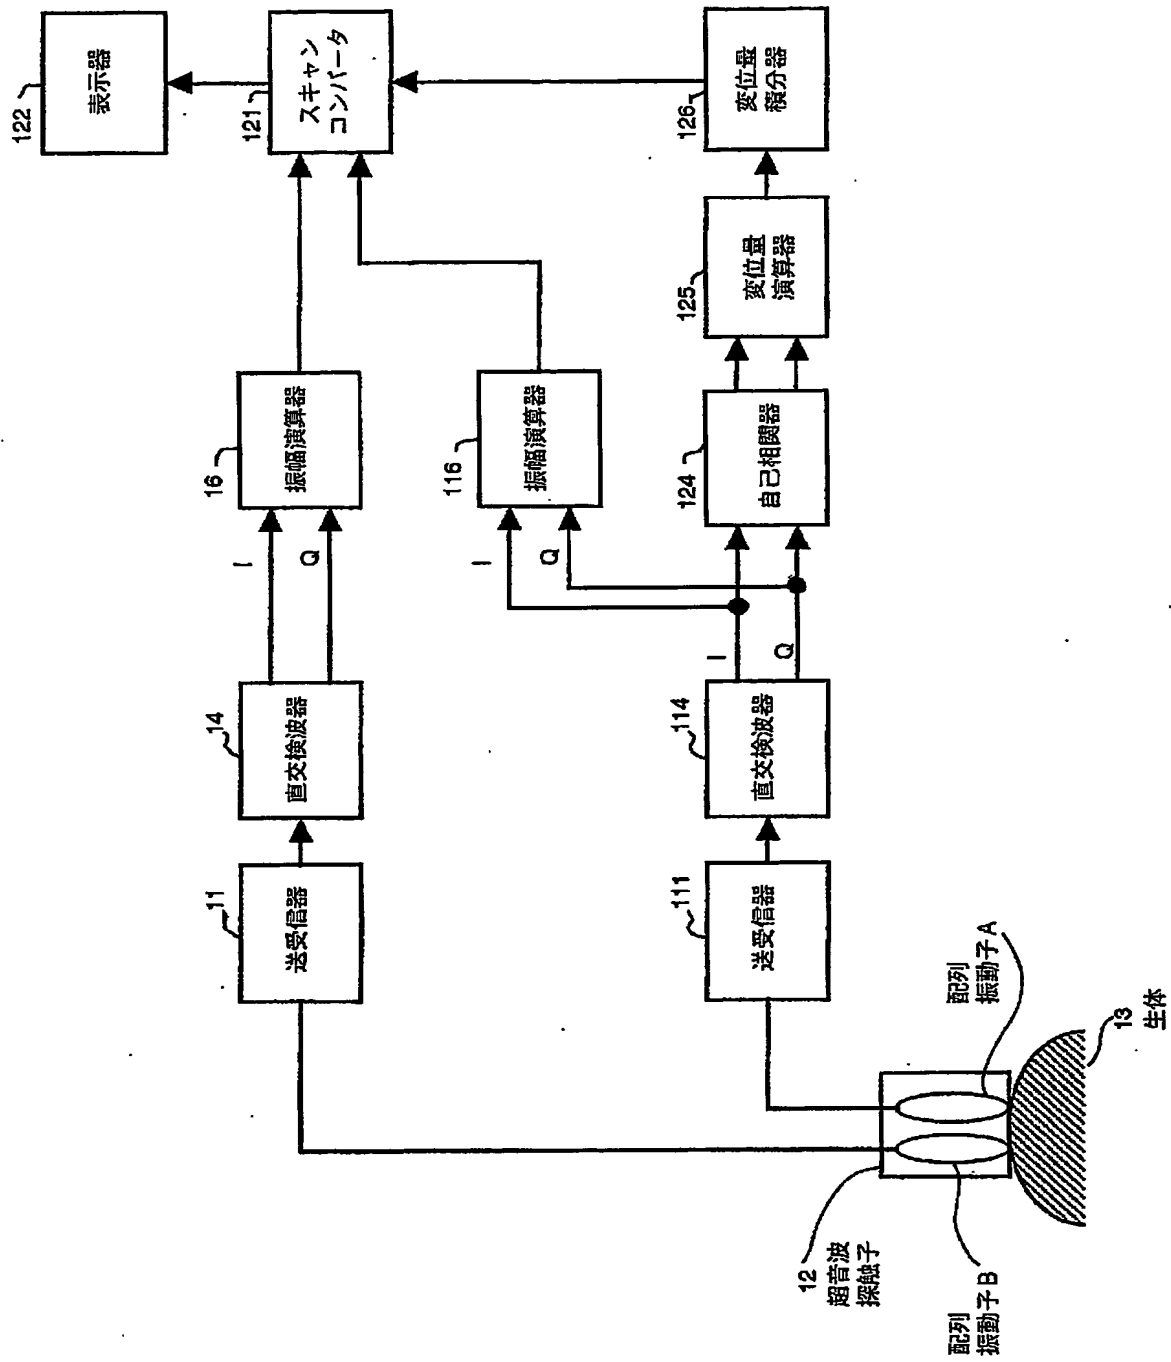 122
表示器
121
スキャン
コンバータ
126
変位量
積分器
125
変位量
演算器
16
振幅演算器
116
振幅演算器
124
自己相関器
I
Q
I
Q
I
Q
14
直交検波器
114
直交検波器
11
送受信器
111
送受信器
配列
振動子A
13
生体
12
超音波
探触子
配列
振動子B